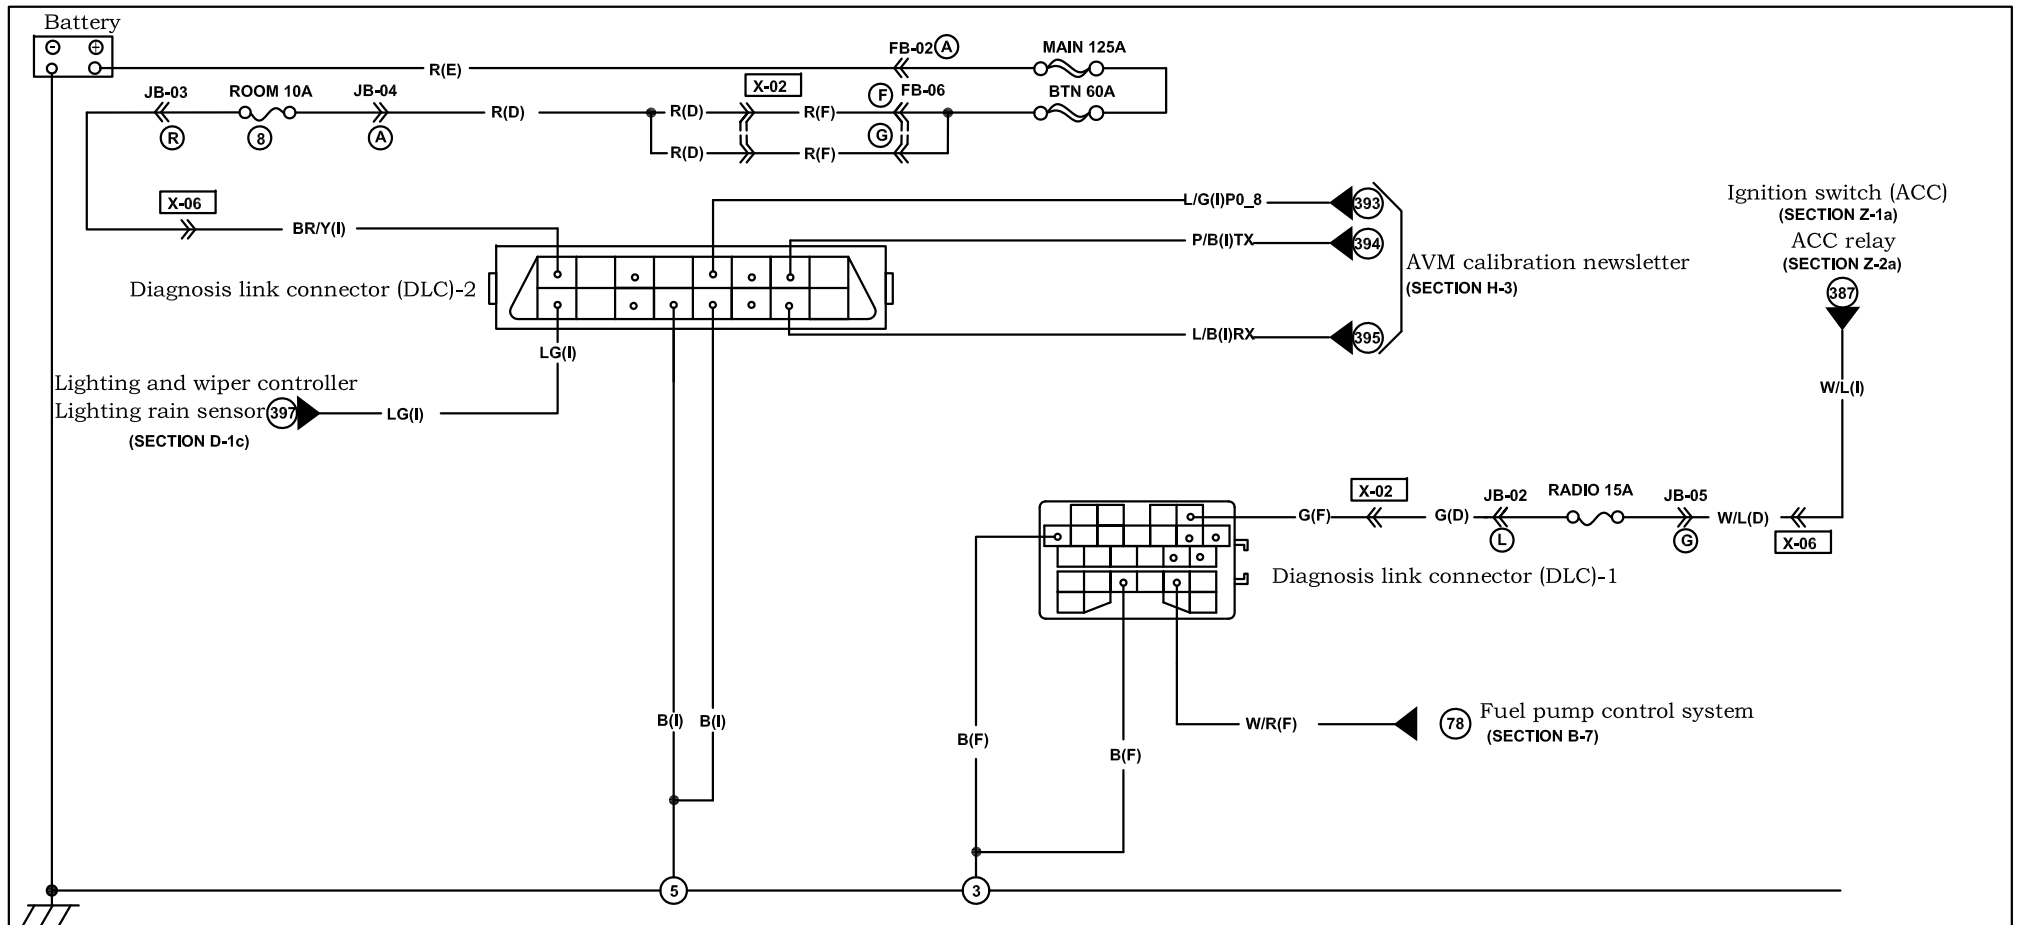 Battery
FB-02 A
MAIN 125A
R(E)
JB-03
ROOM 10A
JB-04
X-02
F
FB-06
BTN 60A
R(D)
R(D)
R(F)
R
8
A
G
R(D)
R(F)
X-06
L/G(I)P0_8
393
Ignition switch (ACC)
(SECTION Z-1a)
BR/Y(I)
P/B(I)TX
394
ACC relay
(SECTION Z-2a)
Diagnosis link connector (DLC)-2
AVM calibration newsletter
(SECTION H-3)
387
L/B(I)RX
395
LG(I)
Lighting and wiper controller
Lighting rain sensor 397
LG(I)
(SECTION D-1c)
W/L(I)
X-02
JB-02
RADIO 15A
JB-05
G(F)
G(D)
W/L(D)
L
G
X-06
Diagnosis link connector (DLC)-1
B(I)
B(I)
W/R(F)
78
Fuel pump control system
(SECTION B-7)
B(F)
B(F)
5
3